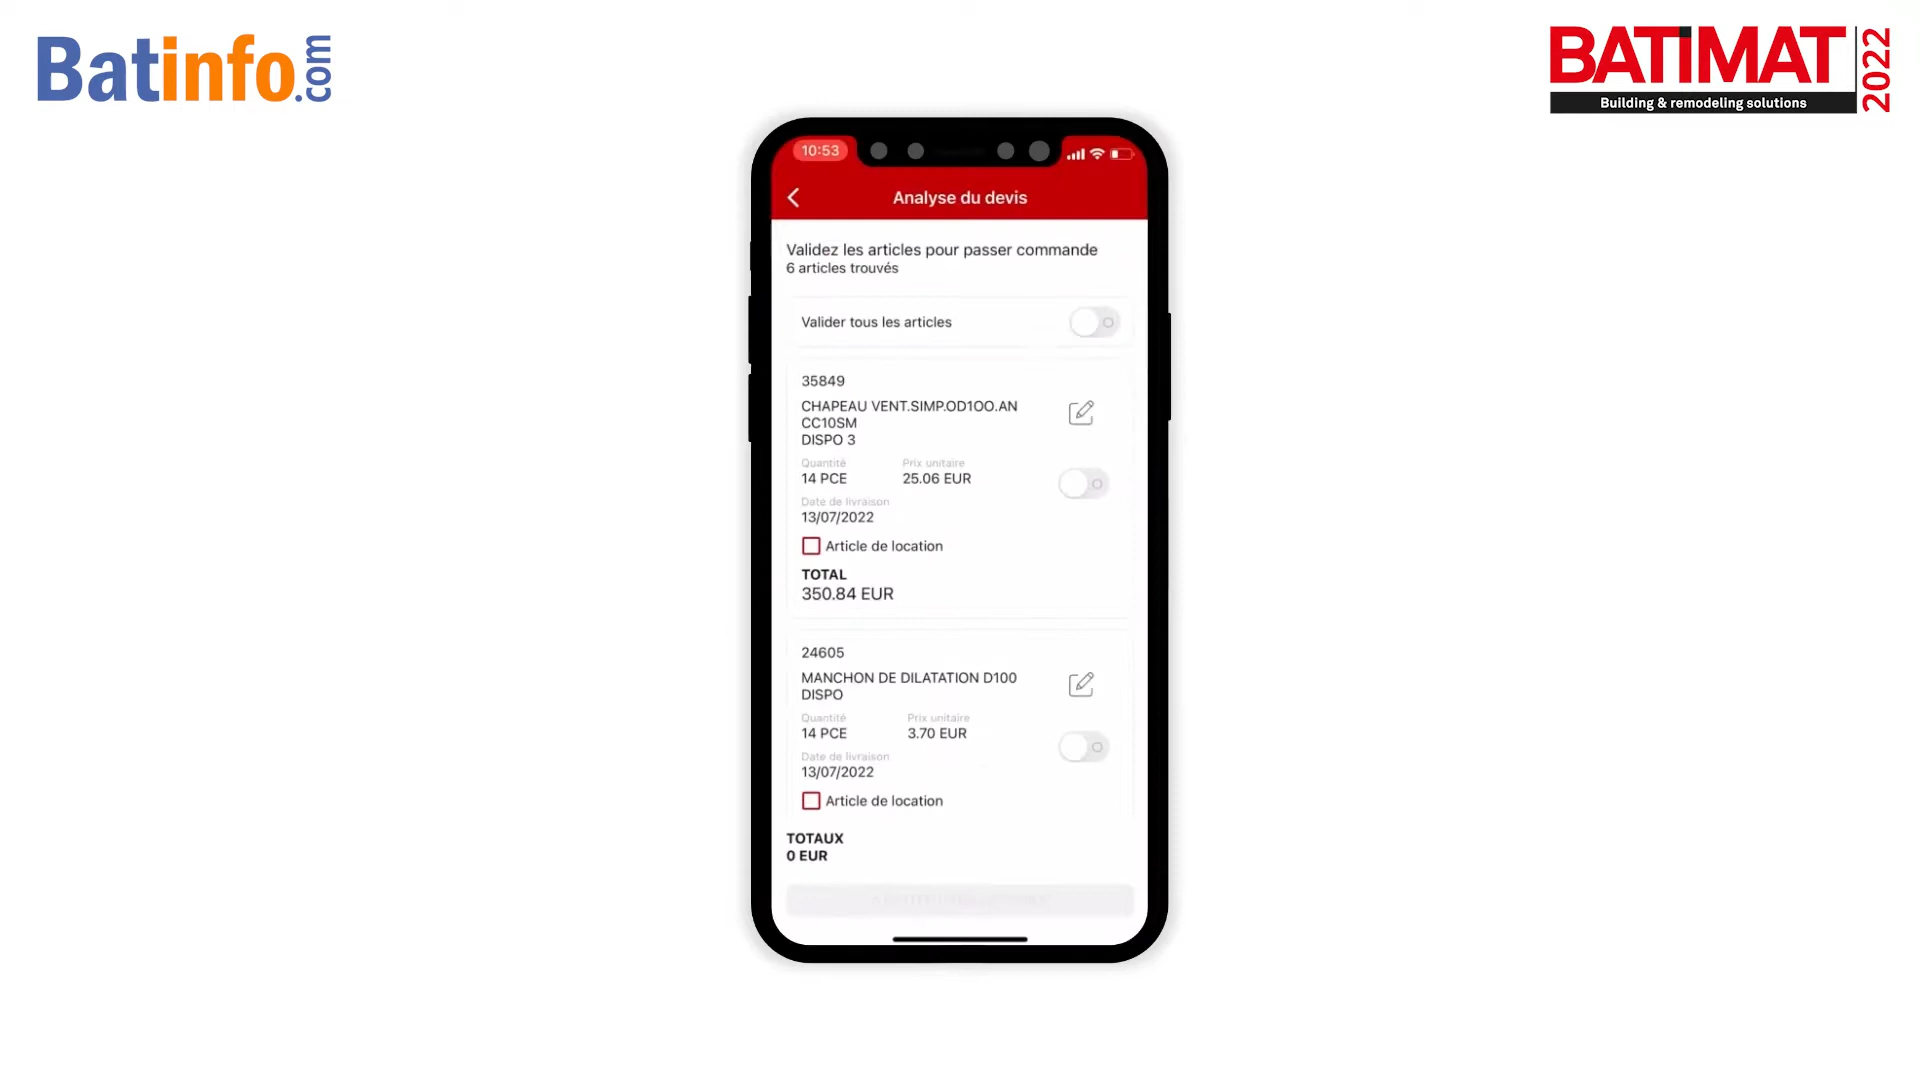 Batinfo.com
BATIMAT 2022
Building & remodeling solutions
10:53
Analyse du devis
Validez les articles pour passer commande
6 articles trouvés
Valider tous les articles
35849
CHAPEAU VENT.SIMP.OD1OO.AN
CC10SM
DISPO 3
Quantité Prix unitaire
14 PCE 25.06 EUR
Date de livraison
13/07/2022
Article de location
TOTAL
350.84 EUR
24605
MANCHON DE DILATATION D100
DISPO
Quantité Prix unitaire
14 PCE 3.70 EUR
Date de livraison
13/07/2022
Article de location
TOTAUX
0 EUR